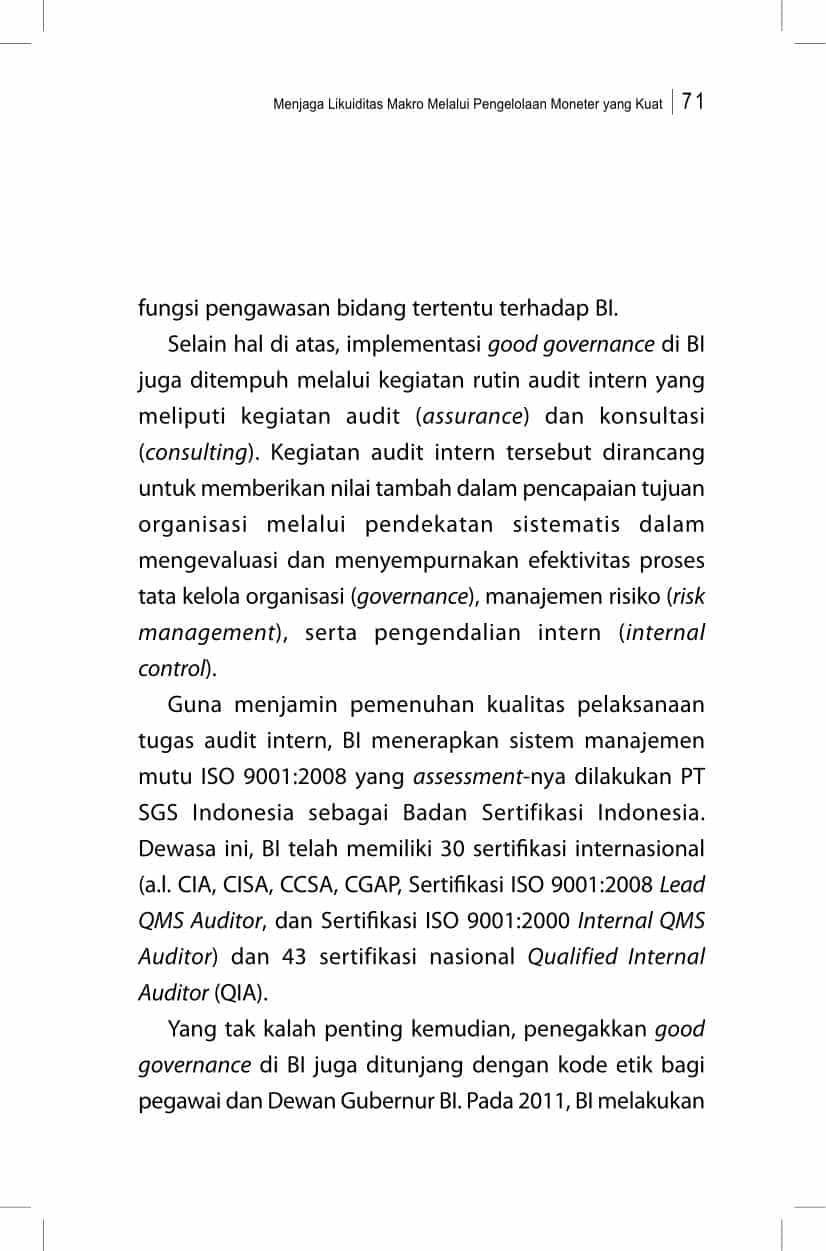 Menjaga Likuiditas Makro Melalui Pengelolaan Moneter yang Kuat 71
fungsi pengawasan bidang tertentu terhadap BI.
Selain hal di atas, implementasi good governance di BI
juga ditempuh melalui kegiatan rutin audit intern yang
meliputi kegiatan audit (assurance) dan konsultasi
(consulting). Kegiatan audit intern tersebut dirancang
untuk memberikan nilai tambah dalam pencapaian tujuan
organisasi melalui pendekatan sistematis dalam
mengevaluasi dan menyempurnakan efektivitas proses
tata kelola organisasi (governance), manajemen risiko (risk
management), serta pengendalian intern (internal
control).
Guna menjamin pemenuhan kualitas pelaksanaan
tugas audit intern, BI menerapkan sistem manajemen
mutu ISO 9001:2008 yang assessment-nya dilakukan PT
SGS Indonesia sebagai Badan Sertifikasi Indonesia.
Dewasa ini, BI telah memiliki 30 sertifikasi internasional
(a.l. CIA, CISA, CCSA, CGAP, Sertifikasi ISO 9001:2008 Lead
QMS Auditor, dan Sertifikasi ISO 9001:2000 Internal QMS
Auditor) dan 43 sertifikasi nasional Qualified Internal
Auditor (QIA).
Yang tak kalah penting kemudian, penegakkan good
governance di BI juga ditunjang dengan kode etik bagi
pegawai dan Dewan Gubernur BI. Pada 2011, BI melakukan